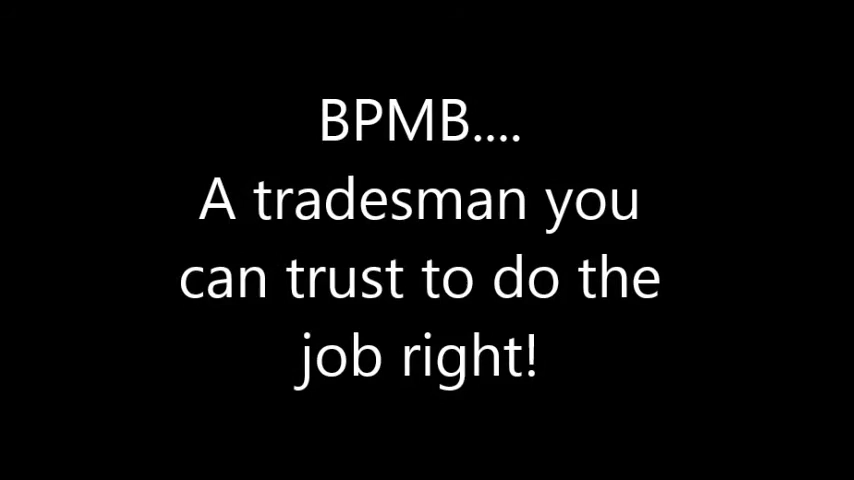 BPMB....
A tradesman you
can trust to do the
job right!